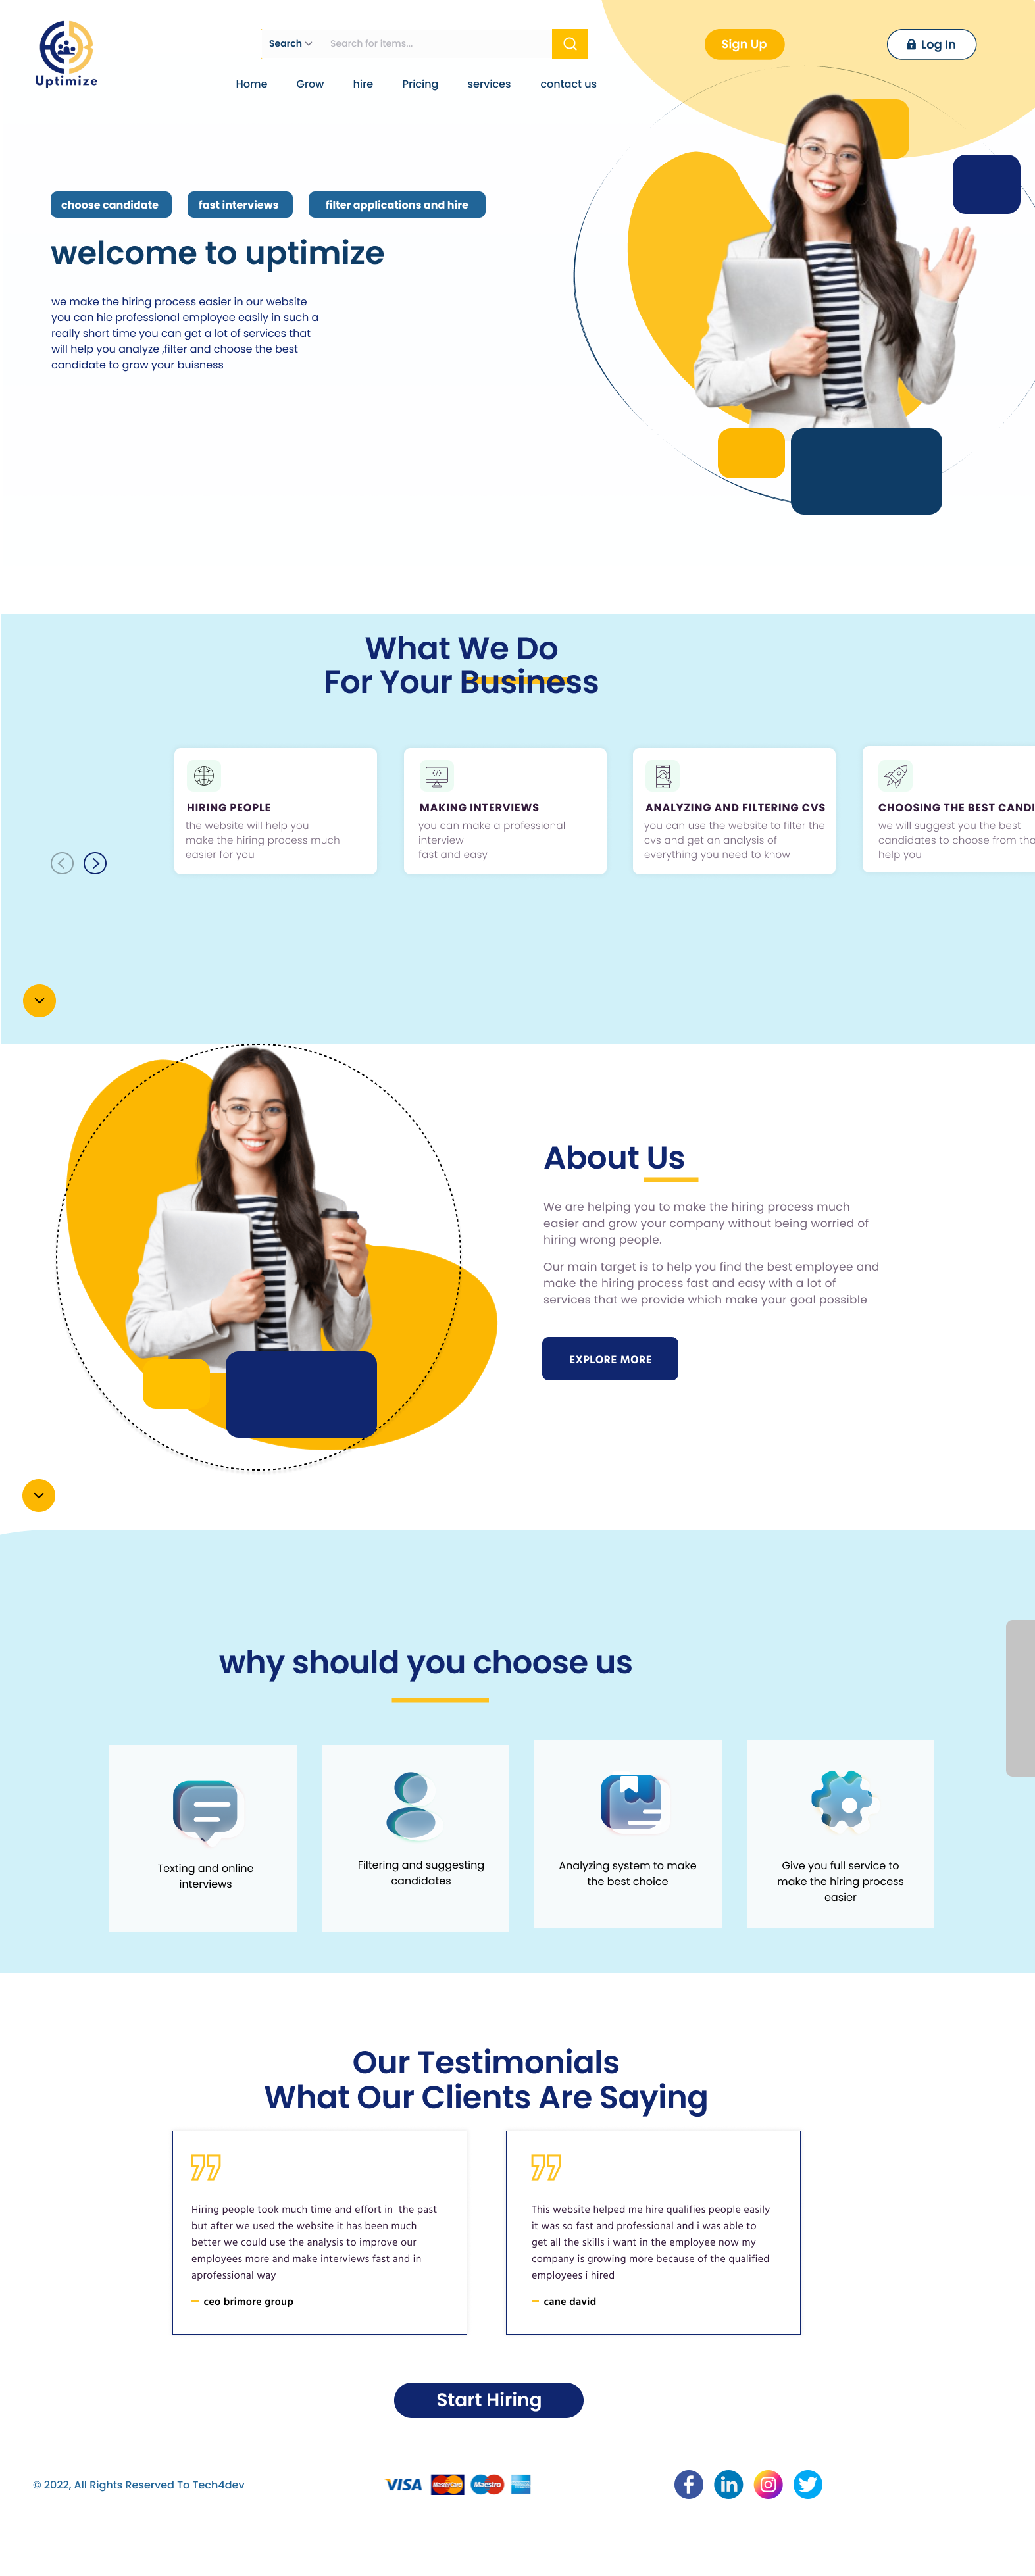 Uptimize
Search
Search for items...
Sign Up
Log In
Home Grow hire Pricing services contact us
choose candidate
fast interviews
filter applications and hire
welcome to uptimize
we make the hiring process easier in our website
you can hie professional employee easily in such a
really short time you can get a lot of services that
will help you analyze ,filter and choose the best
candidate to grow your buisness
What We Do
For Your Business
HIRING PEOPLE
the website will help you
make the hiring process much
easier for you
MAKING INTERVIEWS
you can make a professional
interview
fast and easy
ANALYZING AND FILTERING CVS
you can use the website to filter the
cvs and get an analysis of
everything you need to know
CHOOSING THE BEST CANDI
we will suggest you the best
candidates to choose from tha
help you
About Us
We are helping you to make the hiring process much
easier and grow your company without being worried of
hiring wrong people.
Our main target is to help you find the best employee and
make the hiring process fast and easy with a lot of
services that we provide which make your goal possible
EXPLORE MORE
why should you choose us
Texting and online
interviews
Filtering and suggesting
candidates
Analyzing system to make
the best choice
Give you full service to
make the hiring process
easier
Our Testimonials
What Our Clients Are Saying
Hiring people took much time and effort in the past
but after we used the website it has been much
better we could use the analysis to improve our
employees more and make interviews fast and in
aprofessional way
ceo brimore group
This website helped me hire qualifies people easily
it was so fast and professional and i was able to
get all the skills i want in the employee now my
company is growing more because of the qualified
employees i hired
cane david
Start Hiring
© 2022, All Rights Reserved To Tech4dev
VISA
MasterCard
Maestro